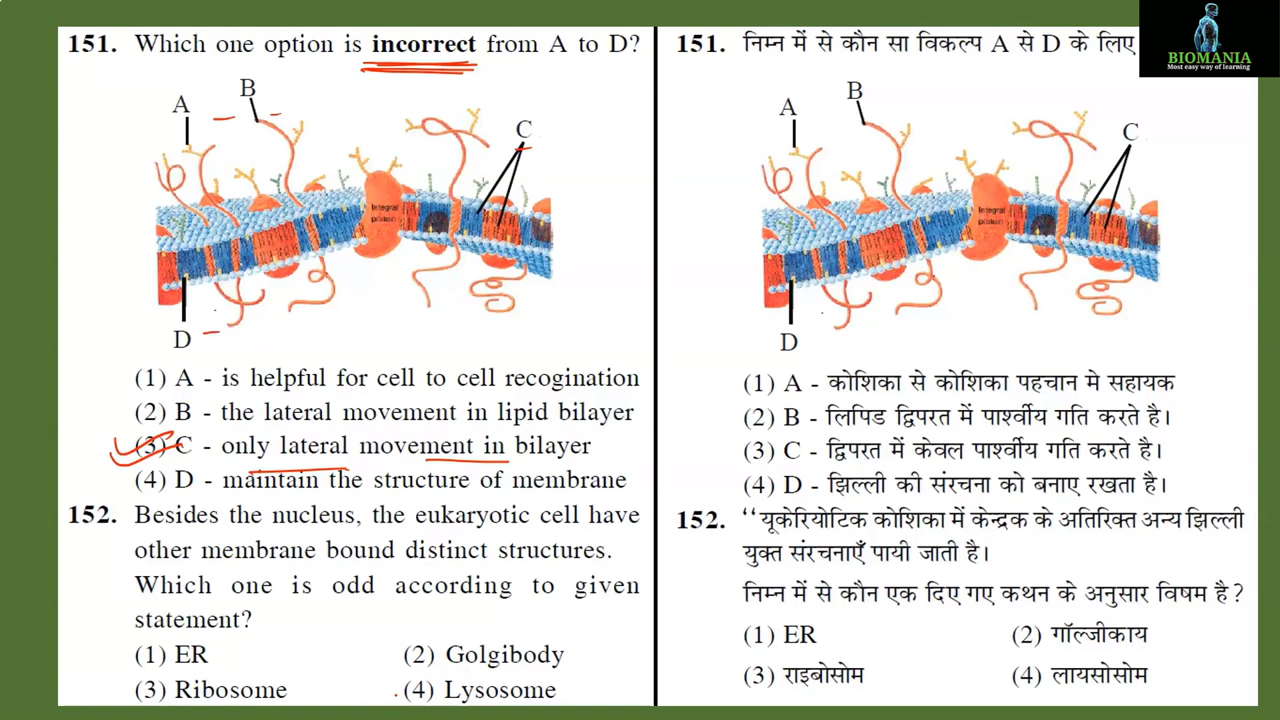 151. Which one option is incorrect from A to D?
A
B
C
Integral
protein
D
(1) A - is helpful for cell to cell recogination
(2) B - the lateral movement in lipid bilayer
(3) C - only lateral movement in bilayer
(4) D - maintain the structure of membrane
152. Besides the nucleus, the eukaryotic cell have
other membrane bound distinct structures.
Which one is odd according to given
statement?
(1) ER (2) Golgibody
(3) Ribosome (4) Lysosome
151. निम्न में से कौन सा विकल्प A से D के लिए
A
B
C
Integral
protein
D
(1) A - कोशिका से कोशिका पहचान मे सहायक
(2) B - लिपिड द्विपरत में पार्श्वीय गति करते है।
(3) C - द्विपरत में केवल पार्श्वीय गति करते है।
(4) D - झिल्ली की संरचना को बनाए रखता है।
152. ‘‘यूकेरियोटिक कोशिका में केन्द्रक के अतिरिक्त अन्य झिल्ली
युक्त संरचनाएँ पायी जाती है।
निम्न में से कौन एक दिए गए कथन के अनुसार विषम है?
(1) ER (2) गॉल्जीकाय
(3) राइबोसोम (4) लायसोसोम
BIOMANIA
Most easy way of learning